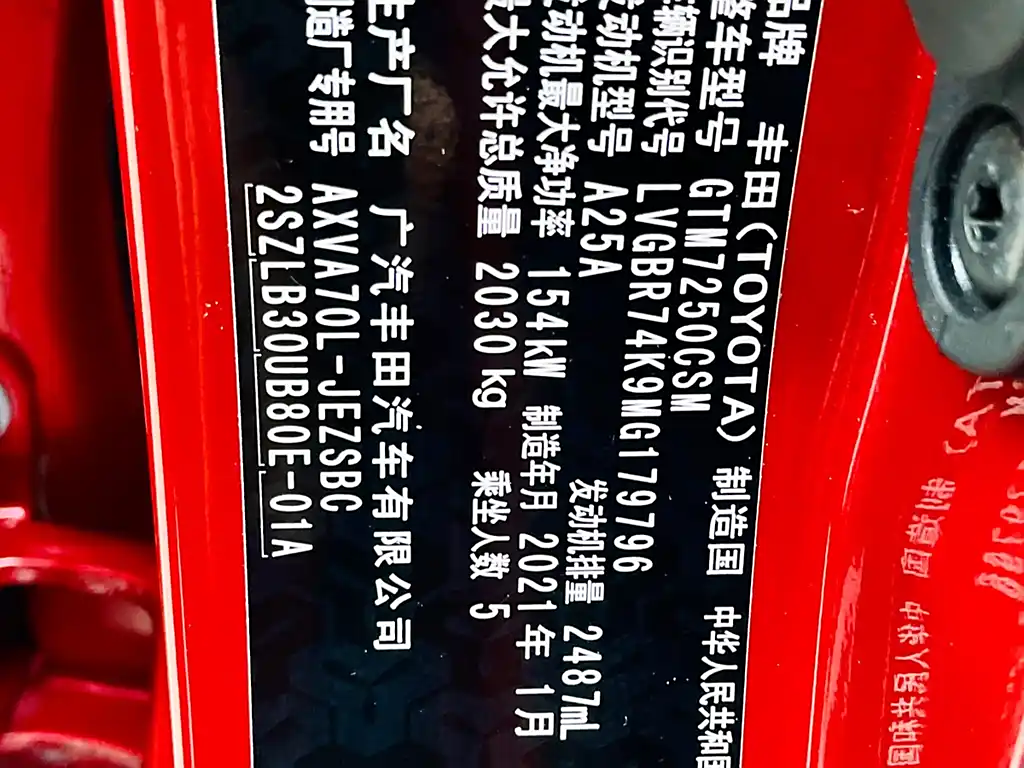 品牌 丰田(TOYOTA) 制造国 中华人民共和国
整车型号 GTM7250GSM
车辆识别代号 LVGBR74K9MG179796
发动机型号 A25A 发动机排量 2487mL
发动机最大净功率 154kW 制造年月 2021年 1月
最大允许总质量 2030 kg 乘坐人数 5
生产厂名 广汽丰田汽车有限公司
制造厂专用号 AXVA70L-JEZSBC
2SZLB30UB80E-01A